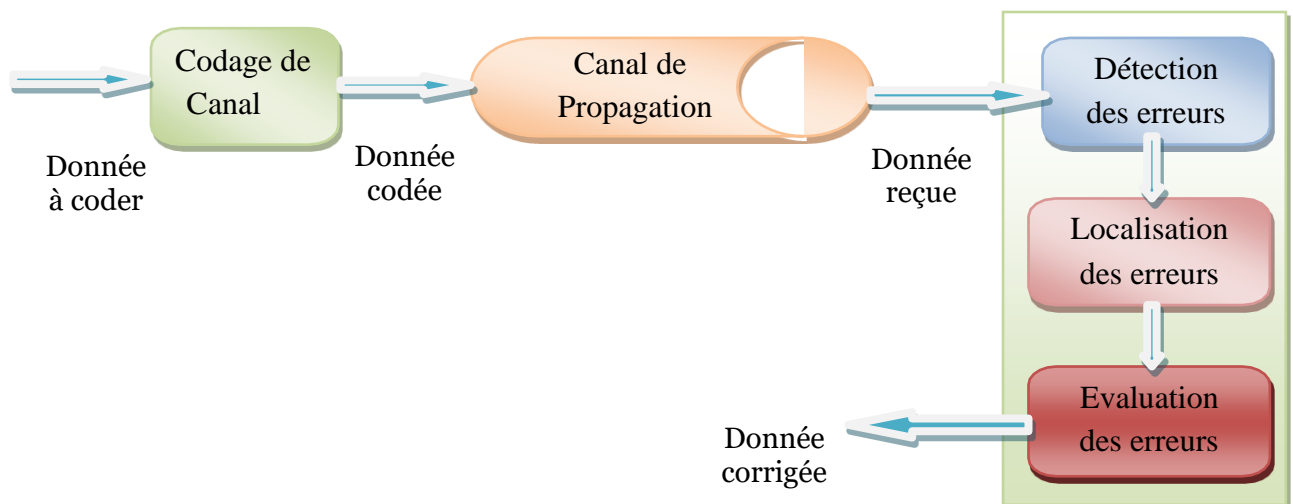 Codage de
Canal
Canal de
Propagation
Détection
des erreurs
Donnée
à coder
Donnée
codée
Donnée
reçue
Localisation
des erreurs
Evaluation
des erreurs
Donnée
corrigée